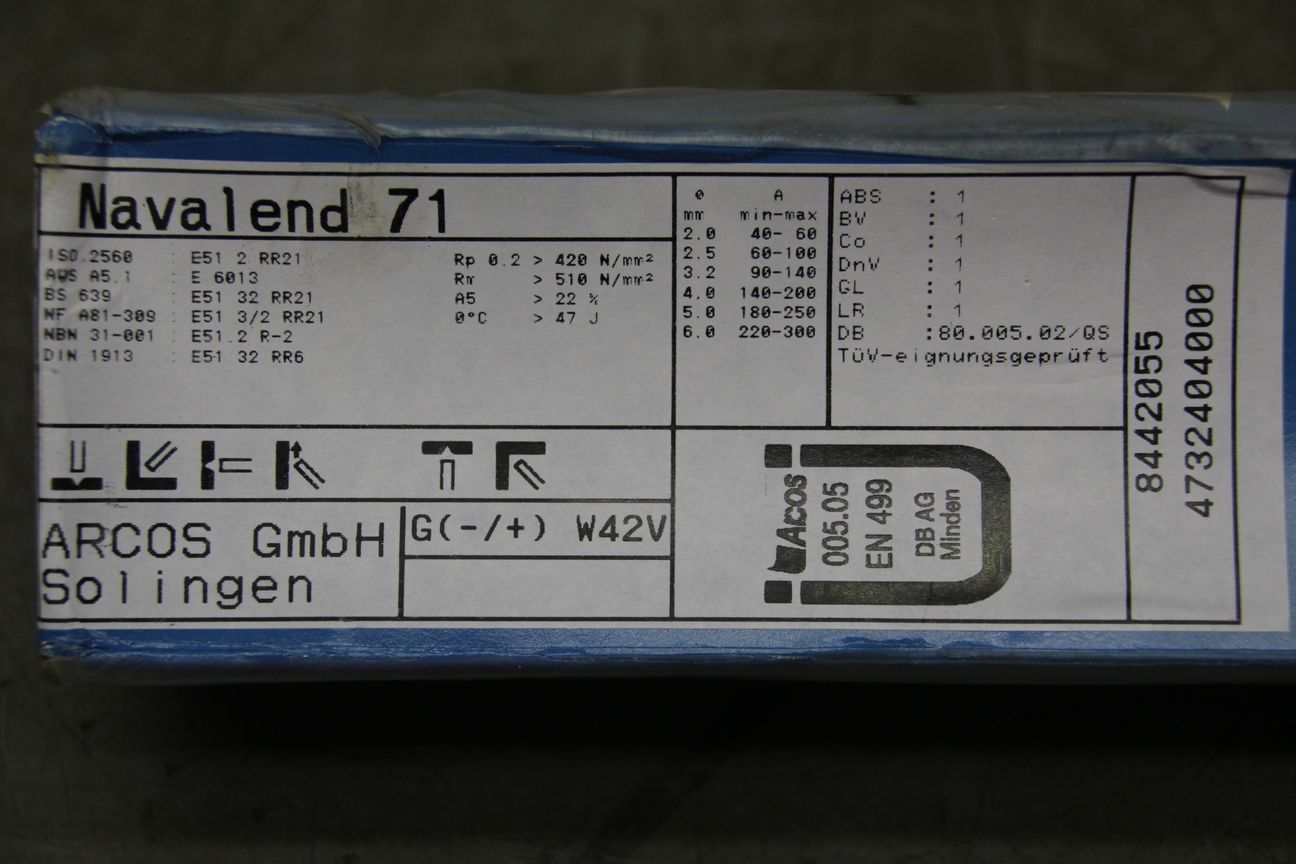 Navalend 71
ISO 2560 : E51 2 RR21
AWS A5.1 : E 6013
BS 639 : E51 32 RR21
NF A81-309 : E51 3/2 RR21
NBN 31-001 : E51.2 R-2
DIN 1913 : E51 32 RR6
Rp 0.2 > 420 N/mm²
Rm > 510 N/mm²
A5 > 22 %
0°C > 47 J
ø A
mm min-max
2.0 40- 60
2.5 60-100
3.2 90-140
4.0 140-200
5.0 180-250
6.0 220-300
ABS : 1
BV : 1
Co : 1
DnV : 1
GL : 1
LR : 1
DB :80.005.02/QS
TüV-eignungsgeprüft
ARCOS GmbH
Solingen
G(-/+) W42V
Arcos
005.05
EN 499
DB AG
Minden
8442055
4732404000